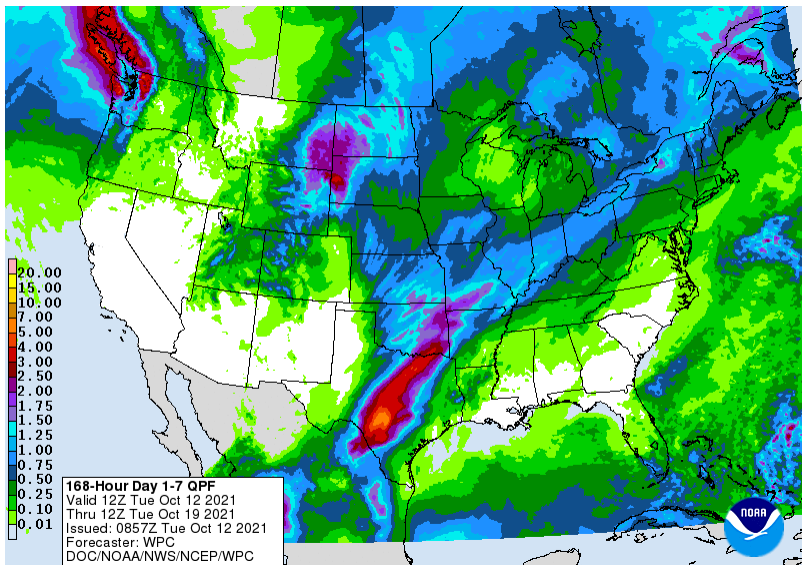 20.00
15.00
10.00
7.00
5.00
4.00
3.00
2.50
2.00
1.75
1.50
1.25
1.00
0.75
0.50
0.25
0.10
0.01
168-Hour Day 1-7 QPF
Valid 12Z Tue Oct 12 2021
Thru 12Z Tue Oct 19 2021
Issued: 0857Z Tue Oct 12 2021
Forecaster: WPC
DOC/NOAA/NWS/NCEP/WPC
NOAA